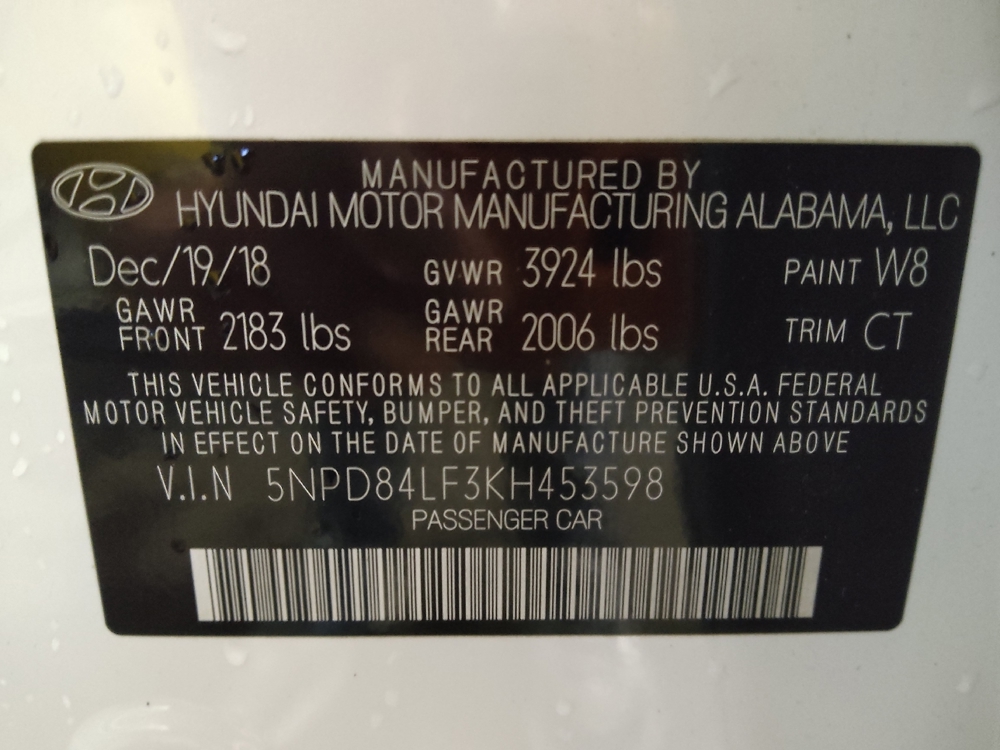 MANUFACTURED BY
HYUNDAI MOTOR MANUFACTURING ALABAMA, LLC
Dec/19/18 GVWR 3924 lbs PAINT W8
GAWR FRONT 2183 lbs GAWR REAR 2006 lbs TRIM CT
THIS VEHICLE CONFORMS TO ALL APPLICABLE U.S.A. FEDERAL
MOTOR VEHICLE SAFETY, BUMPER, AND THEFT PREVENTION STANDARDS
IN EFFECT ON THE DATE OF MANUFACTURE SHOWN ABOVE
V.I.N 5NPD84LF3KH453598
PASSENGER CAR